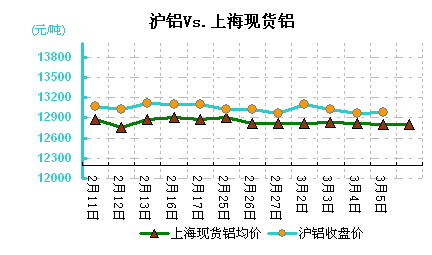 沪铝Vs.上海现货铝
(元/吨)
13800
13500
13200
12900
12600
12300
12000
2月11日
2月12日
2月13日
2月16日
2月17日
2月25日
2月26日
2月27日
3月2日
3月3日
3月4日
3月5日
上海现货铝均价
沪铝收盘价